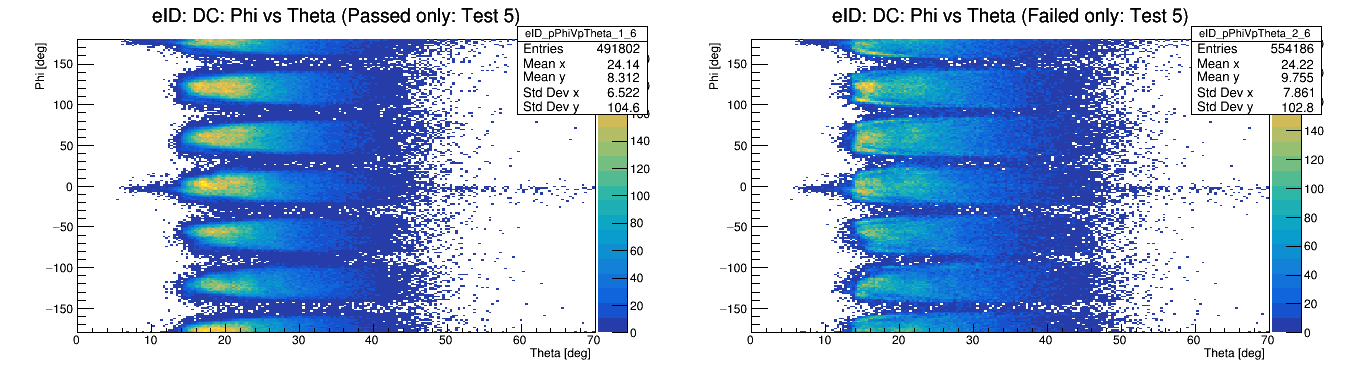 eID: DC: Phi vs Theta (Passed only: Test 5)
eID_pPhiVpTheta_1_6
Entries 491802
Mean x 24.14
Mean y 8.312
Std Dev x 6.522
Std Dev y 104.6
Phi [deg]
150
100
50
0
−50
−100
−150
0 10 20 30 40 50 60 70
Theta [deg]
160
140
120
100
80
60
40
20
0
eID: DC: Phi vs Theta (Failed only: Test 5)
eID_pPhiVpTheta_2_6
Entries 554186
Mean x 24.22
Mean y 9.755
Std Dev x 7.861
Std Dev y 102.8
Phi [deg]
150
100
50
0
−50
−100
−150
0 10 20 30 40 50 60 70
Theta [deg]
140
120
100
80
60
40
20
0